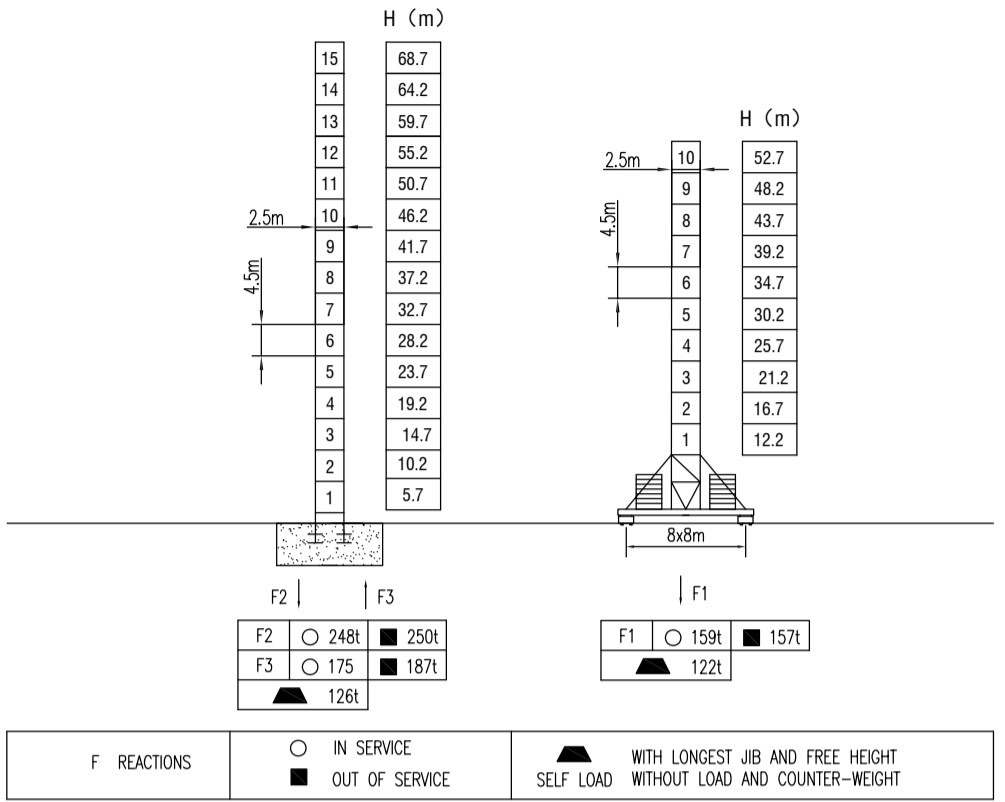 H (m)
15 68.7
14 64.2
13 59.7
12 55.2
11 50.7
2.5m 10 46.2
9 41.7
4.5m 8 37.2
7 32.7
6 28.2
5 23.7
4 19.2
3 14.7
2 10.2
1 5.7
F2 F3
F2 248t 250t
F3 175 187t
126t
H (m)
2.5m 10 52.7
9 48.2
4.5m 8 43.7
7 39.2
6 34.7
5 30.2
4 25.7
3 21.2
2 16.7
1 12.2
8x8m
F1
F1 159t 157t
122t
F REACTIONS
IN SERVICE
OUT OF SERVICE
SELF LOAD
WITH LONGEST JIB AND FREE HEIGHT
WITHOUT LOAD AND COUNTER-WEIGHT